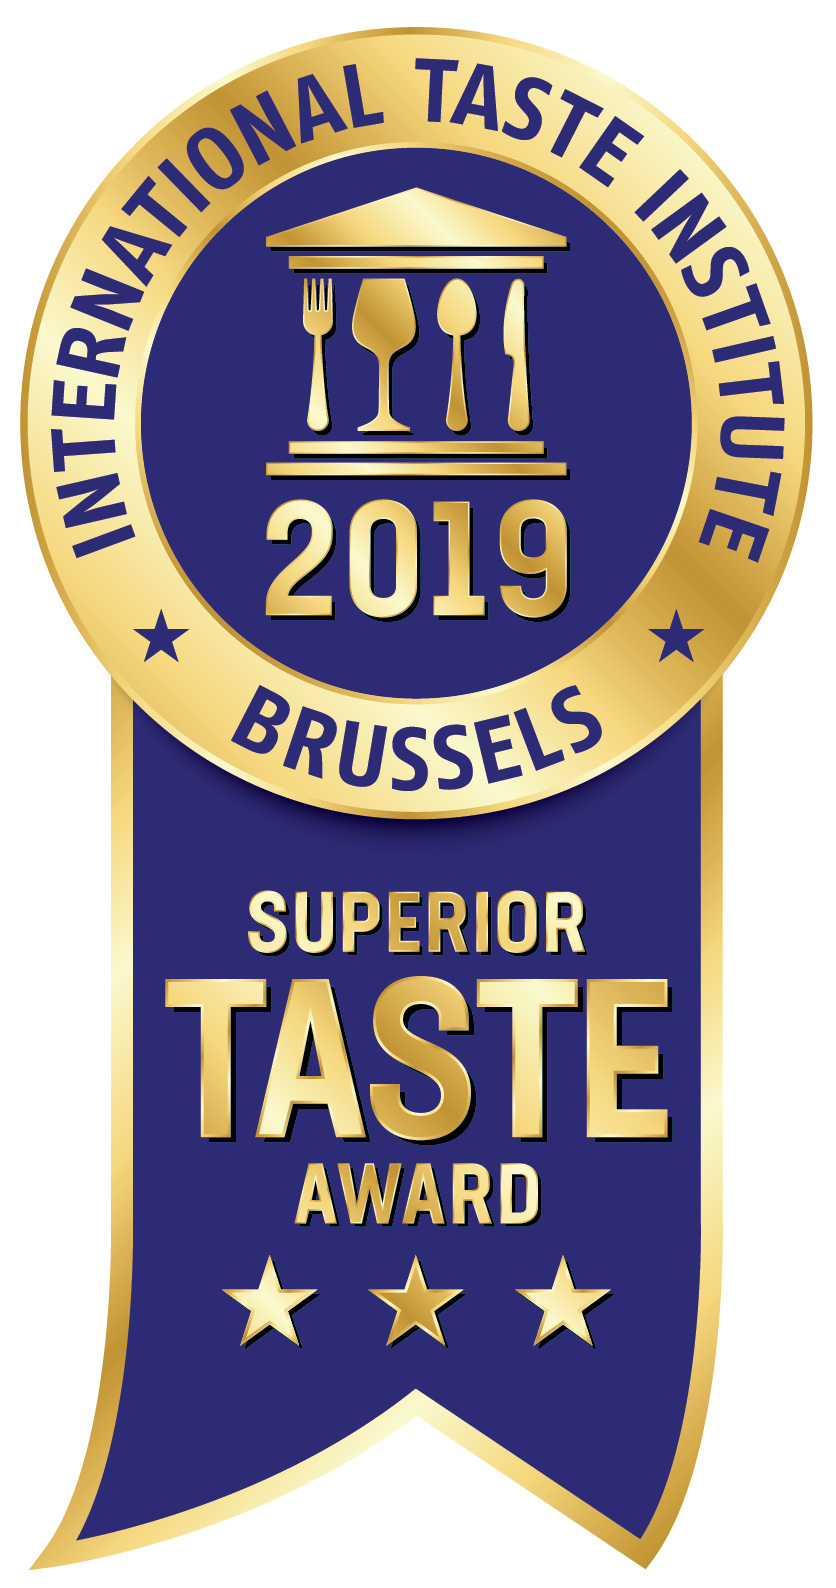 INTERNATIONAL TASTE INSTITUTE
2019
BRUSSELS
SUPERIOR
TASTE
AWARD